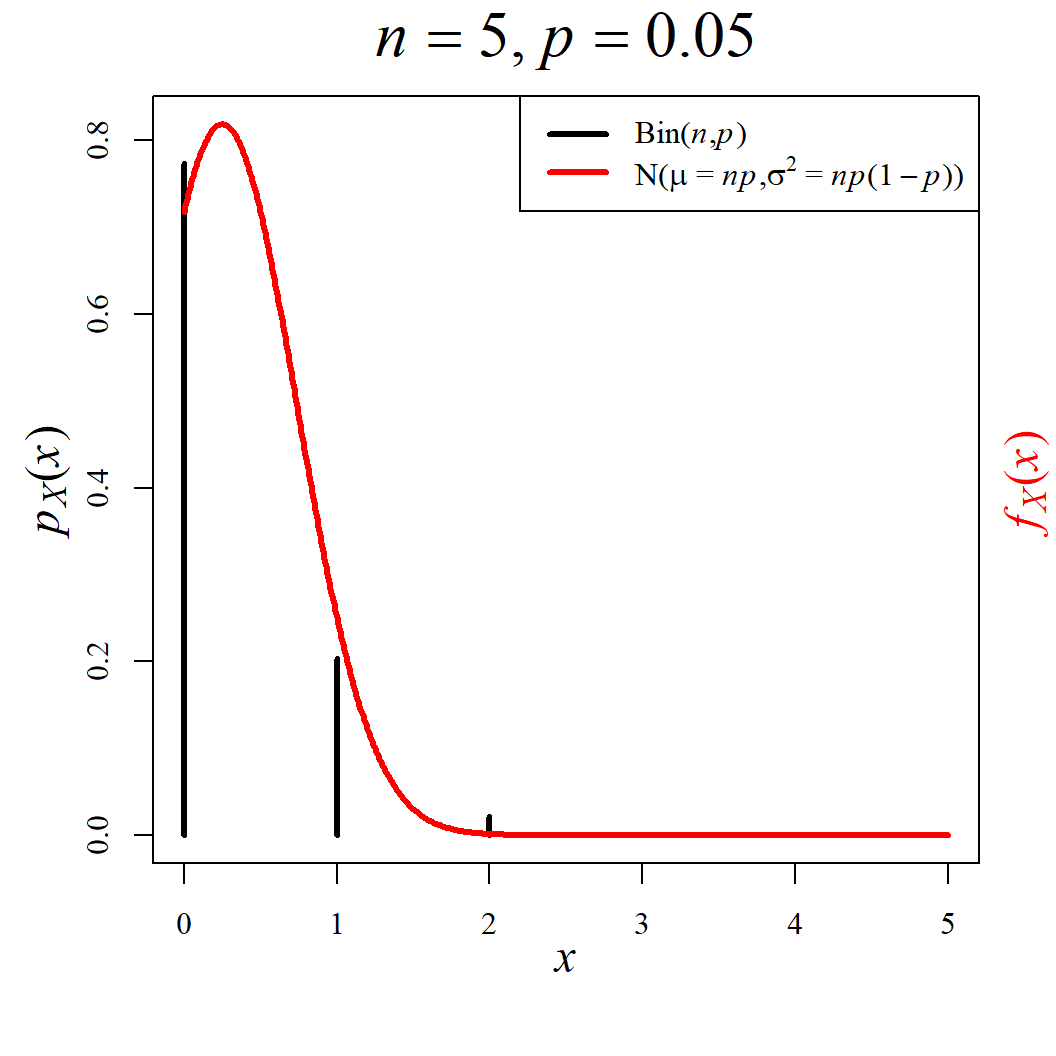 n = 5, p = 0.05
Bin(n,p)
N(μ = np,σ² = np(1 − p))
p_X(x)
0.8
0.6
0.4
0.2
0.0
f_X(x)
0 1 2 3 4 5
x